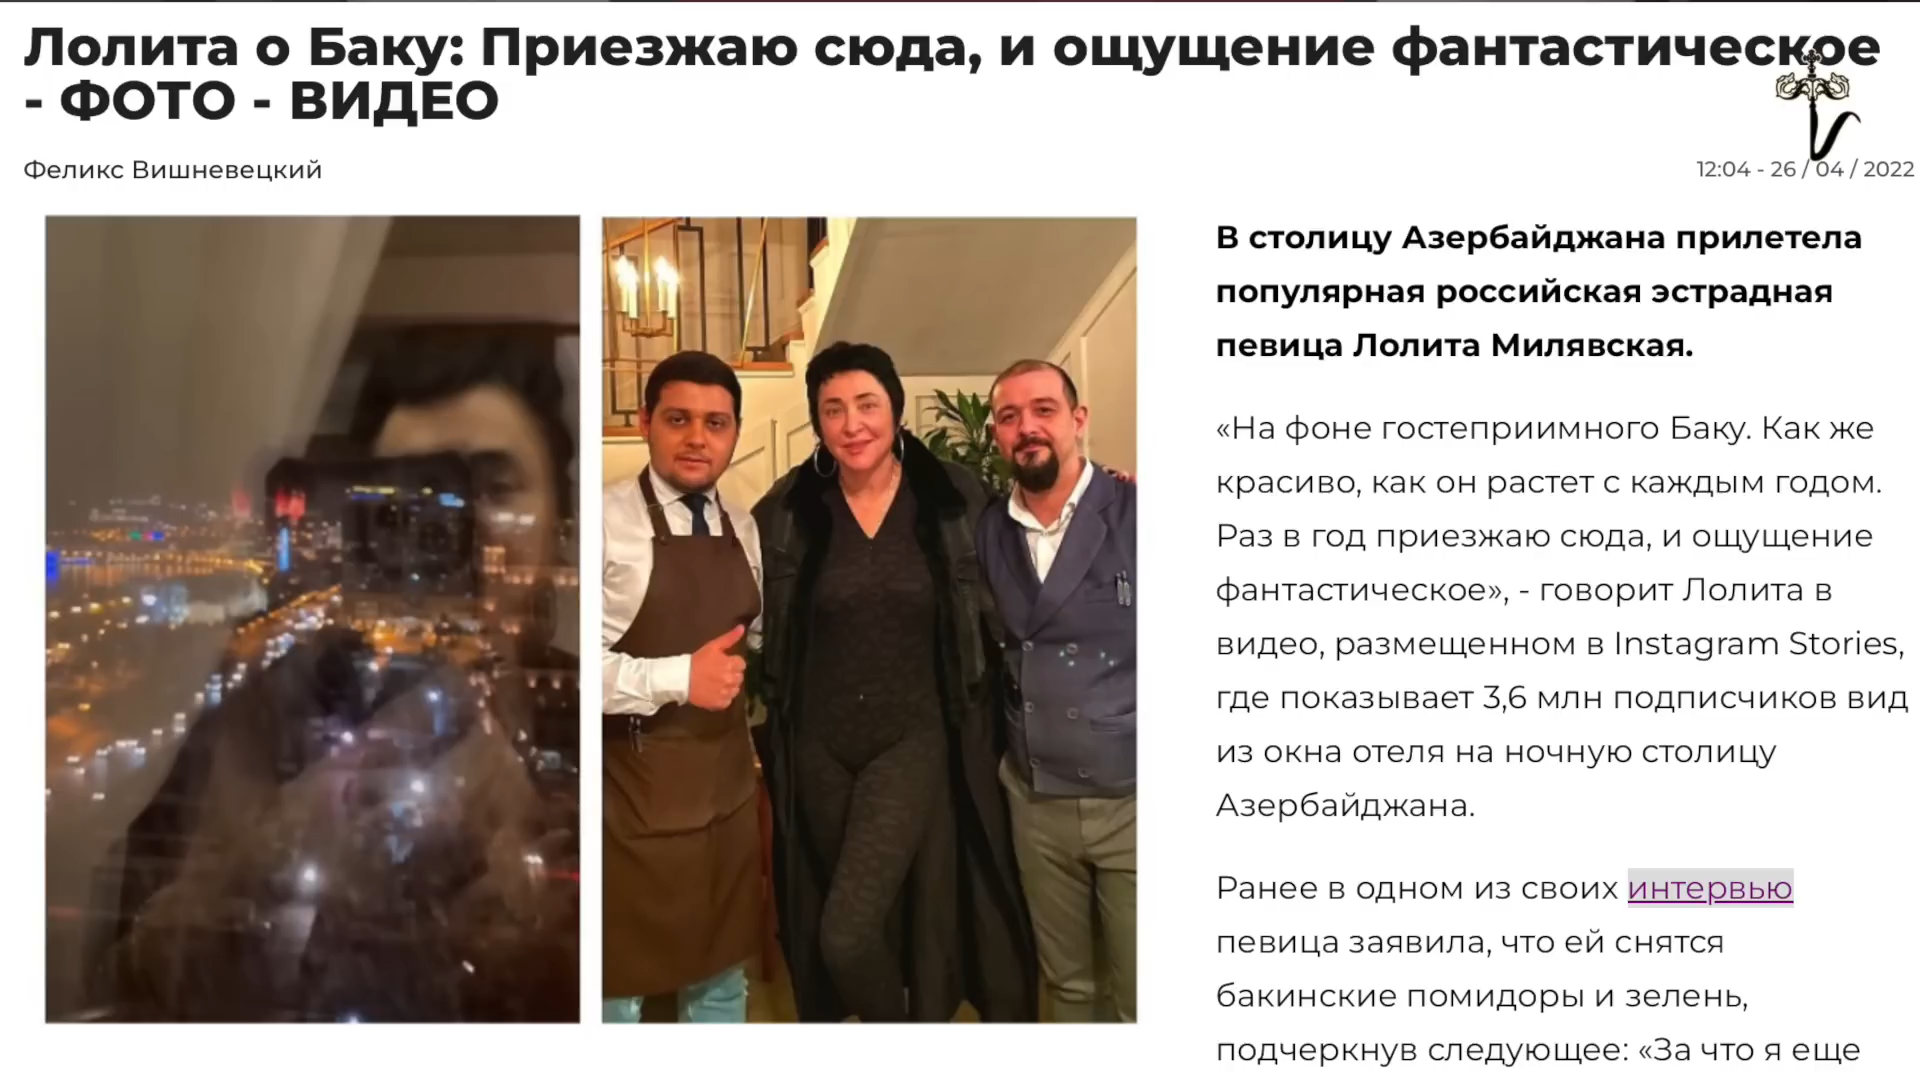 Лолита о Баку: Приезжаю сюда, и ощущение фантастическое
- ФОТО - ВИДЕО
Феликс Вишневецкий
12:04 - 26 / 04 / 2022
В столицу Азербайджана прилетела
популярная российская эстрадная
певица Лолита Милявская.
«На фоне гостеприимного Баку. Как же
красиво, как он растет с каждым годом.
Раз в год приезжаю сюда, и ощущение
фантастическое», - говорит Лолита в
видео, размещенном в Instagram Stories,
где показывает 3,6 млн подписчиков вид
из окна отеля на ночную столицу
Азербайджана.
Ранее в одном из своих интервью
певица заявила, что ей снятся
бакинские помидоры и зелень,
подчеркнув следующее: «За что я еще